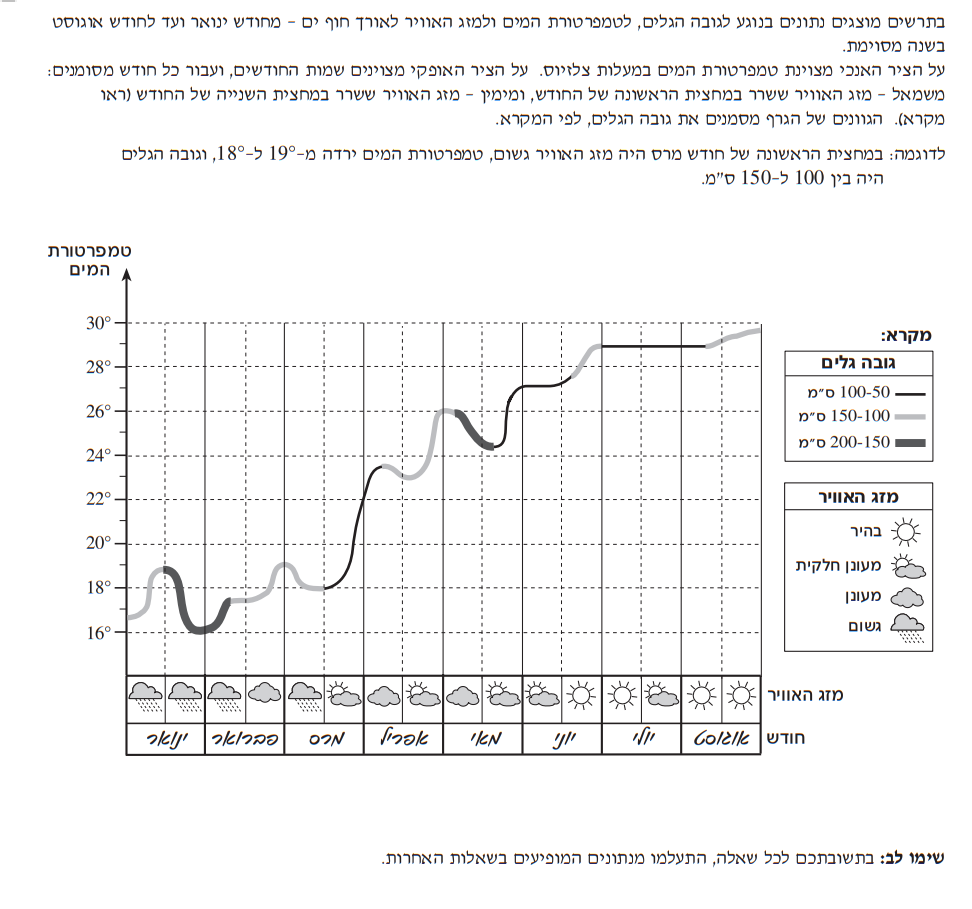 בתרשים מוצגים נתונים בנוגע לגובה הגלים, לטמפרטורת המים ולמזג האוויר לאורך חוף ים – מחודש ינואר ועד לחודש אוגוסט
בשנה מסוימת.
על הציר האנכי מצוינת טמפרטורת המים במעלות צלזיוס. על הציר האופקי מצוינים שמות החודשים, ועבור כל חודש מסומנים:
משמאל – מזג האוויר ששרר במחצית הראשונה של החודש, ומימין – מזג האוויר ששרר במחצית השנייה של החודש (ראו
מקרא). הגוונים של הגרף מסמנים את גובה הגלים, לפי המקרא.
לדוגמה: במחצית הראשונה של חודש מרס היה מזג האוויר גשום, טמפרטורת המים ירדה מ-19° ל-18°, וגובה הגלים
היה בין 100 ל-150 ס"מ.
טמפרטורת
המים
30°
28°
26°
24°
22°
20°
18°
16°
מקרא:
גובה גלים
100-50 ס"מ
150-100 ס"מ
200-150 ס"מ
מזג האוויר
בהיר
מעונן חלקית
מעונן
גשום
מזג האוויר
חודש
ינואר פברואר מרס אפריל מאי יוני יולי אוגוסט
שימו לב: בתשובתכם לכל שאלה, התעלמו מנתונים המופיעים בשאלות האחרות.